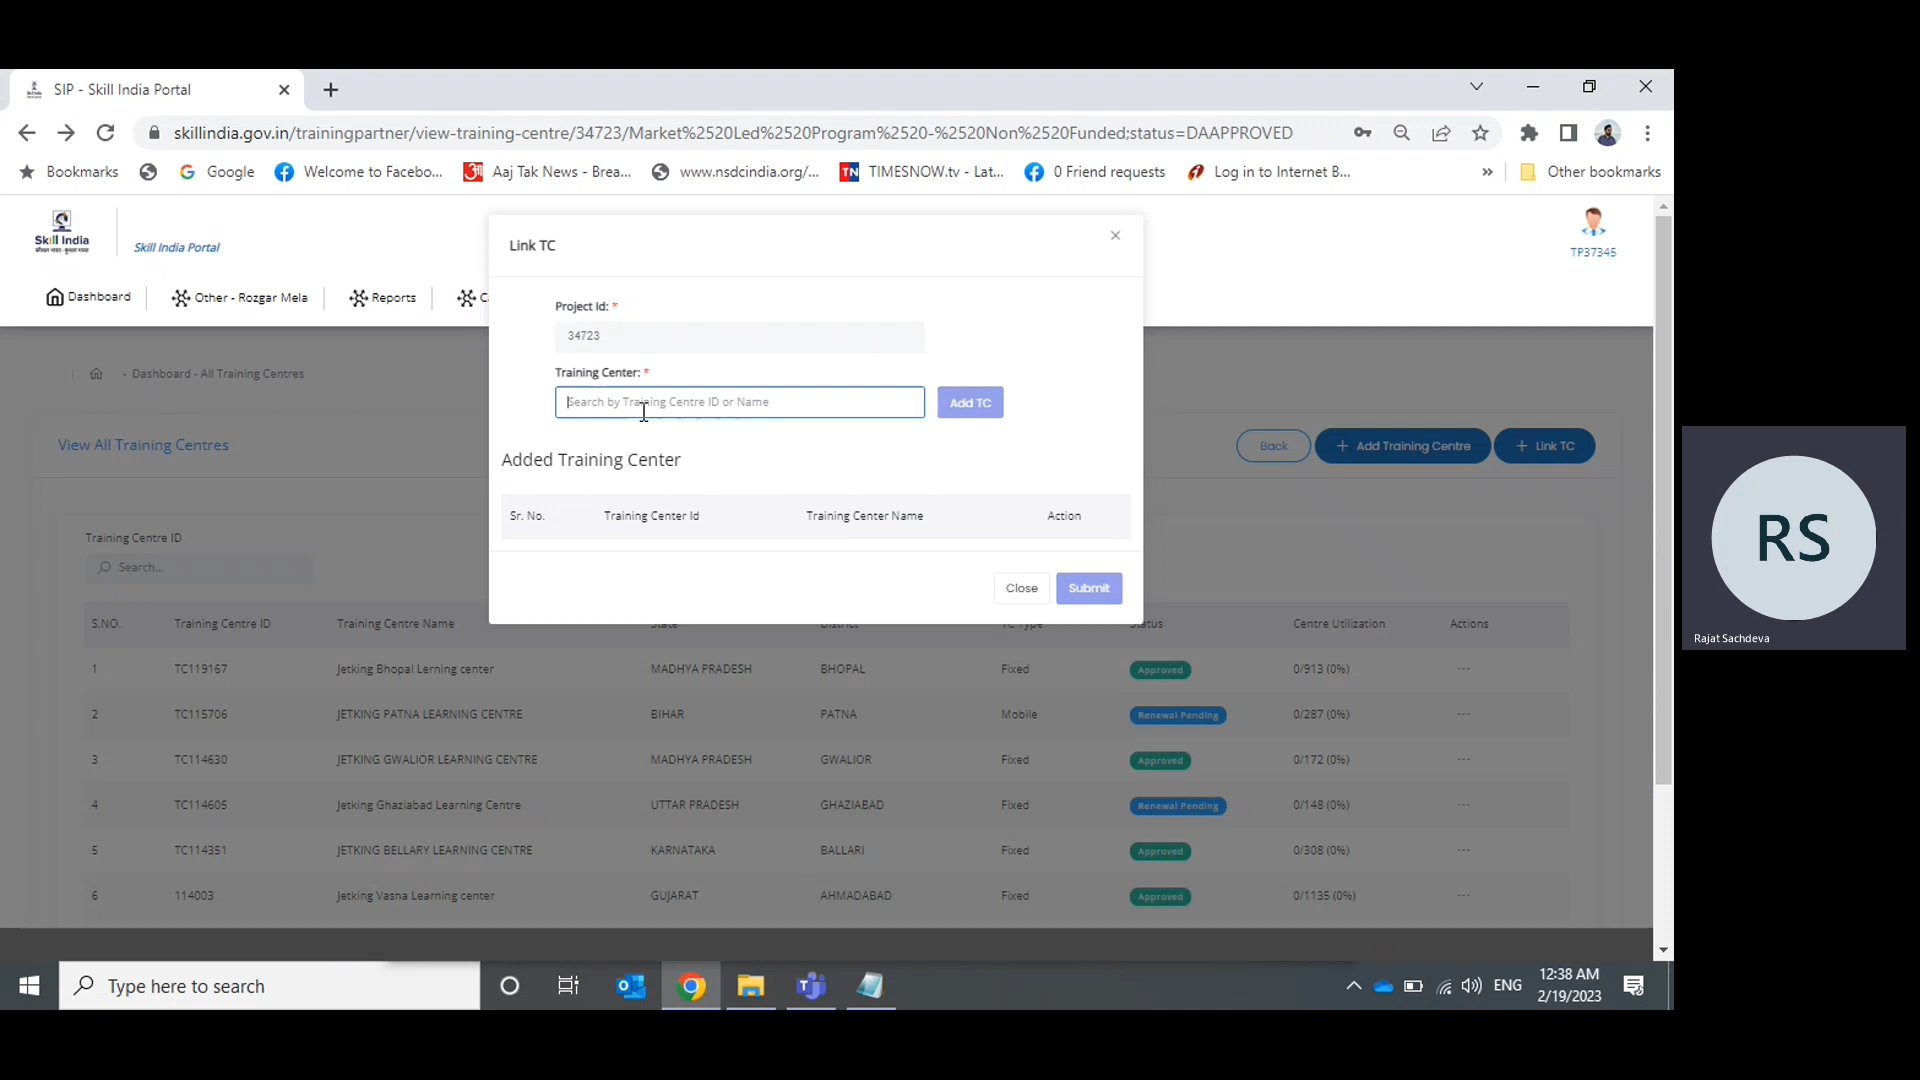 SIP - Skill India Portal
skillindia.gov.in/trainingpartner/view-training-centre/34723/Market%2520Led%2520Program%2520-%2520Non%2520Funded;status=DAAPPROVED
Bookmarks
Google
Welcome to Facebo...
Aaj Tak News - Brea...
www.nsdcindia.org/...
TN
TIMESNOW.tv - Lat...
0 Friend requests
Log in to Internet B...
»
Other bookmarks
Skill India
कौशल भारत - कुशल भारत
Skill India Portal
TP37345
Dashboard
Other - Rozgar Mela
Reports
C
Link TC
Project Id: *
34723
Training Center: *
Search by Training Centre ID or Name
Add TC
Added Training Center
Sr. No. Training Center Id Training Center Name Action
Close Submit
- Dashboard - All Training Centres
View All Training Centres
Back
+ Add Training Centre
+ Link TC
Training Centre ID
Search...
S.NO. Training Centre ID Training Centre Name State District TC Type Status Centre Utilization Actions
1 TC119167 Jetking Bhopal Lerning center MADHYA PRADESH BHOPAL Fixed Approved 0/913 (0%) ---
2 TC115706 JETKING PATNA LEARNING CENTRE BIHAR PATNA Mobile Renewal Pending 0/287 (0%) ---
3 TC114630 JETKING GWALIOR LEARNING CENTRE MADHYA PRADESH GWALIOR Fixed Approved 0/172 (0%) ---
4 TC114605 Jetking Ghaziabad Learning Centre UTTAR PRADESH GHAZIABAD Fixed Renewal Pending 0/148 (0%) ---
5 TC114351 JETKING BELLARY LEARNING CENTRE KARNATAKA BALLARI Fixed Approved 0/308 (0%) ---
6 114003 Jetking Vasna Learning center GUJARAT AHMADABAD Fixed Approved 0/1135 (0%) ---
RS
Rajat Sachdeva
Type here to search
ENG
12:38 AM
2/19/2023